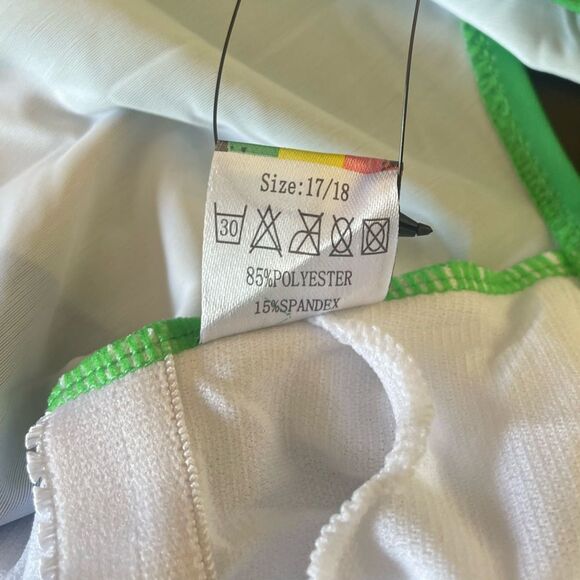 Size:17/18
30
85%POLYESTER
15%SPANDEX